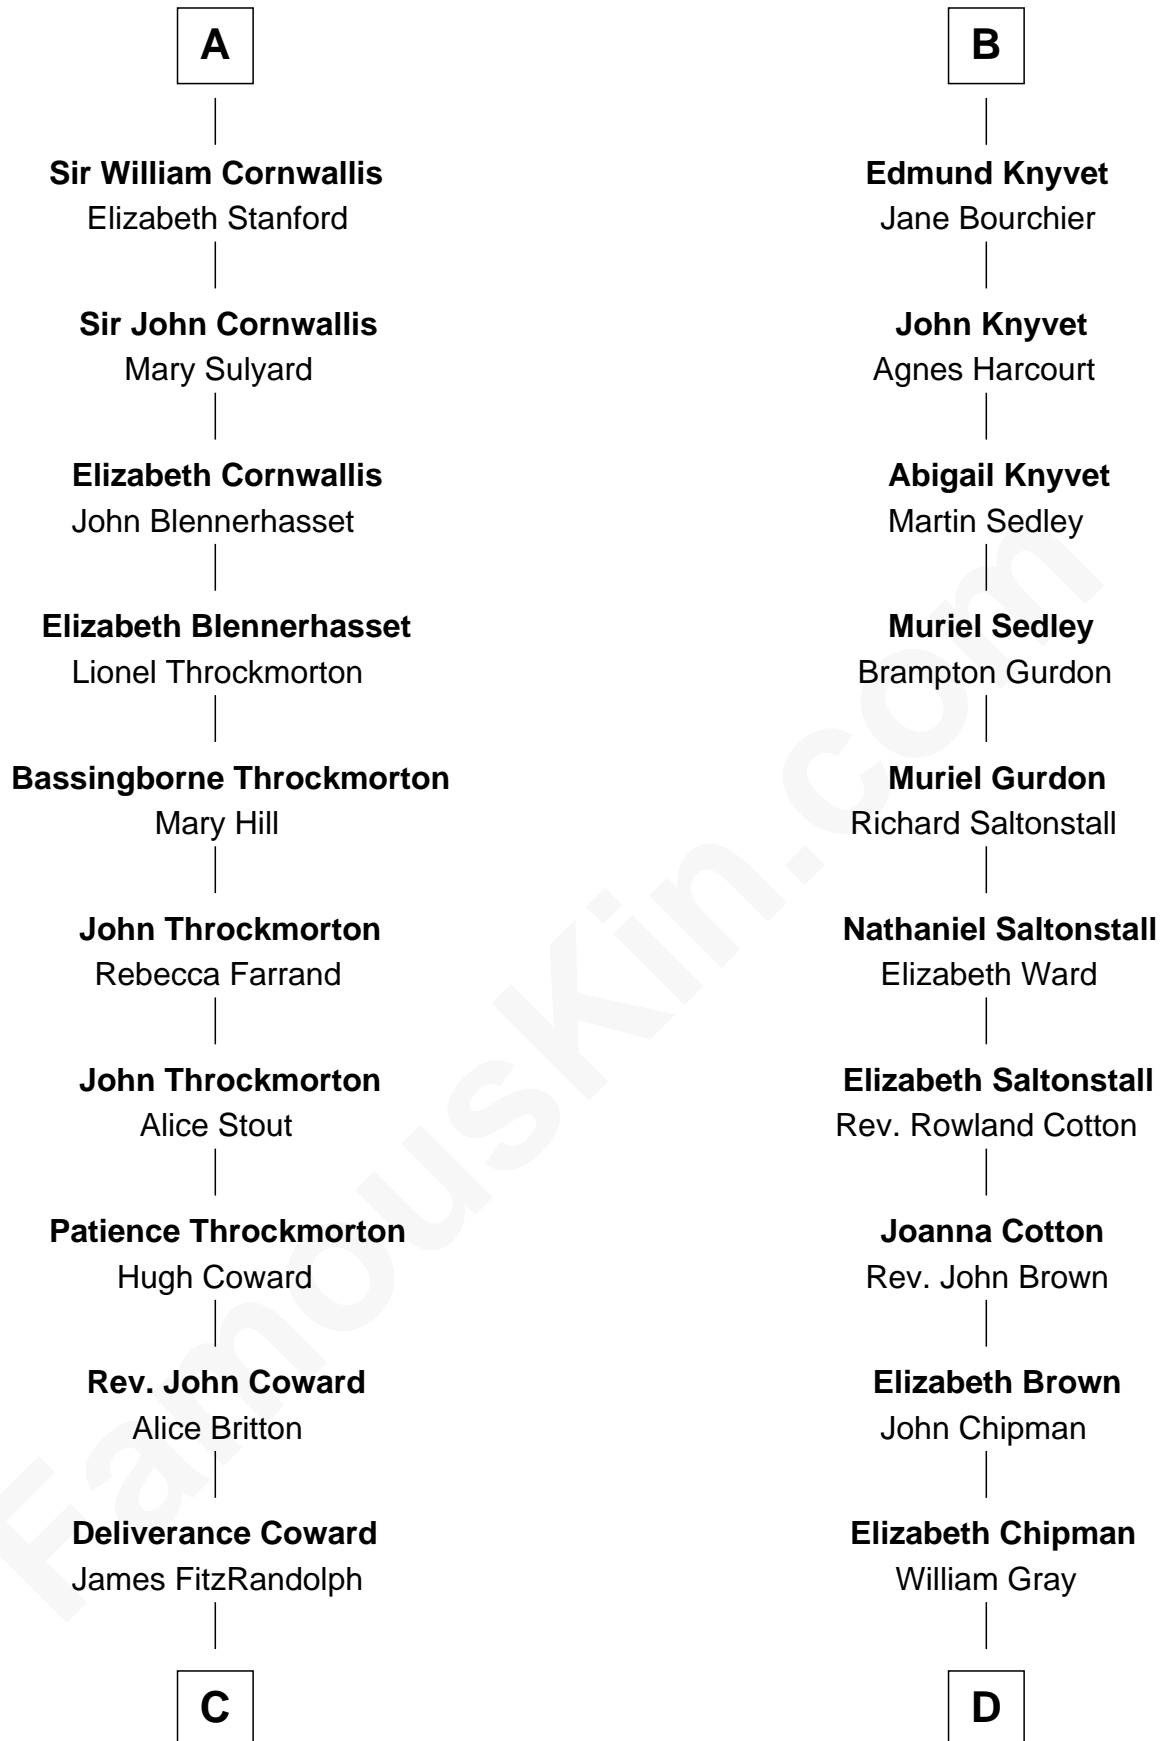 A
Sir William Cornwallis
Elizabeth Stanford
Sir John Cornwallis
Mary Sulyard
Elizabeth Cornwallis
John Blennerhasset
Elizabeth Blennerhasset
Lionel Throckmorton
Bassingborne Throckmorton
Mary Hill
John Throckmorton
Rebecca Farrand
John Throckmorton
Alice Stout
Patience Throckmorton
Hugh Coward
Rev. John Coward
Alice Britton
Deliverance Coward
James FitzRandolph
C
B
Edmund Knyvet
Jane Bourchier
John Knyvet
Agnes Harcourt
Abigail Knyvet
Martin Sedley
Muriel Sedley
Brampton Gurdon
Muriel Gurdon
Richard Saltonstall
Nathaniel Saltonstall
Elizabeth Ward
Elizabeth Saltonstall
Rev. Rowland Cotton
Joanna Cotton
Rev. John Brown
Elizabeth Brown
John Chipman
Elizabeth Chipman
William Gray
D
FamousKin.com